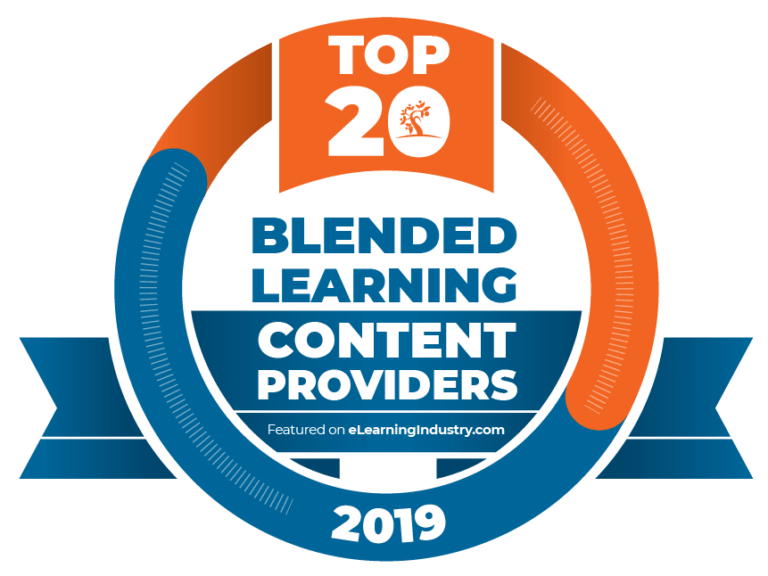 TOP
20
BLENDED
LEARNING
CONTENT
PROVIDERS
Featured on eLearningIndustry.com
2019